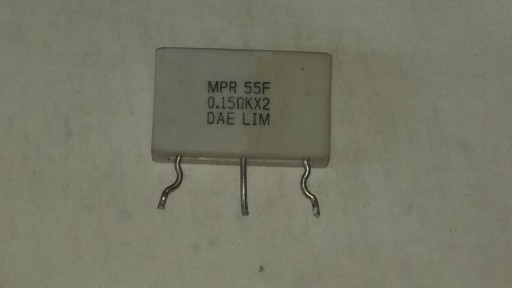 MPR 55F
0.15ΩKX2
DAE LIM